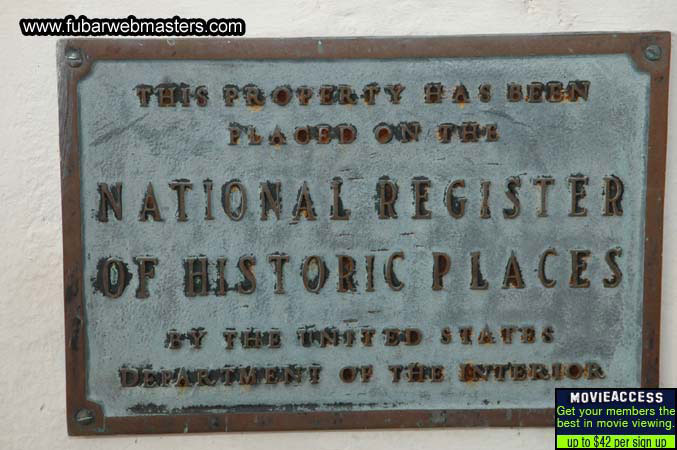 www.fubarwebmasters.com
THIS PROPERTY HAS BEEN
PLACED ON THE
NATIONAL REGISTER
OF HISTORIC PLACES
BY THE UNITED STATES
DEPARTMENT OF THE INTERIOR
MOVIEACCESS
Get your members the
best in movie viewing.
up to $42 per sign up